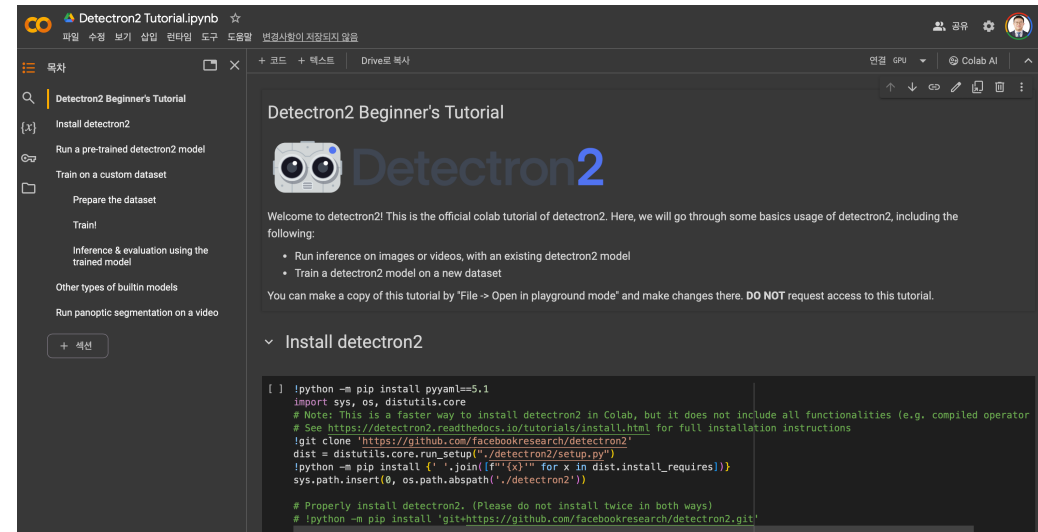 Detectron2 Tutorial.ipynb
파일 수정 보기 삽입 런타임 도구 도움말 변경사항이 저장되지 않음
공유
목차
+ 코드 + 텍스트 Drive로 복사
연결 GPU Colab AI
Detectron2 Beginner's Tutorial
Install detectron2
Run a pre-trained detectron2 model
Train on a custom dataset
Prepare the dataset
Train!
Inference & evaluation using the
trained model
Other types of builtin models
Run panoptic segmentation on a video
+ 섹션
{x}
Detectron2 Beginner's Tutorial
Detectron2
Welcome to detectron2! This is the official colab tutorial of detectron2. Here, we will go through some basics usage of detectron2, including the
following:
• Run inference on images or videos, with an existing detectron2 model
• Train a detectron2 model on a new dataset
You can make a copy of this tutorial by "File -> Open in playground mode" and make changes there. DO NOT request access to this tutorial.
Install detectron2
[ ] !python -m pip install pyyaml==5.1
import sys, os, distutils.core
# Note: This is a faster way to install detectron2 in Colab, but it does not include all functionalities (e.g. compiled operator
# See https://detectron2.readthedocs.io/tutorials/install.html for full installation instructions
!git clone 'https://github.com/facebookresearch/detectron2'
dist = distutils.core.run_setup("./detectron2/setup.py")
!python -m pip install {' '.join([f"'{x}'" for x in dist.install_requires])}
sys.path.insert(0, os.path.abspath('./detectron2'))
# Properly install detectron2. (Please do not install twice in both ways)
# !python -m pip install 'git+https://github.com/facebookresearch/detectron2.git'